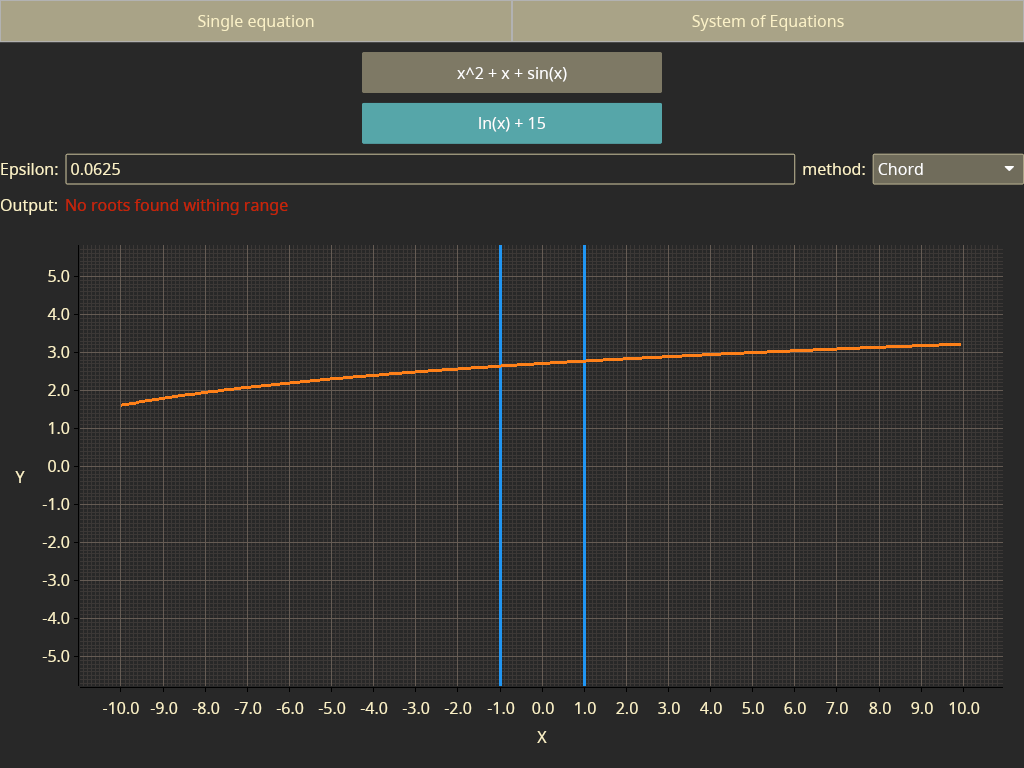 Single equation System of Equations
x^2 + x + sin(x)
ln(x) + 15
Epsilon: 0.0625 method: Chord
Output: No roots found withing range
5.0
4.0
3.0
2.0
1.0
0.0
Y
-1.0
-2.0
-3.0
-4.0
-5.0
-10.0 -9.0 -8.0 -7.0 -6.0 -5.0 -4.0 -3.0 -2.0 -1.0 0.0 1.0 2.0 3.0 4.0 5.0 6.0 7.0 8.0 9.0 10.0
X